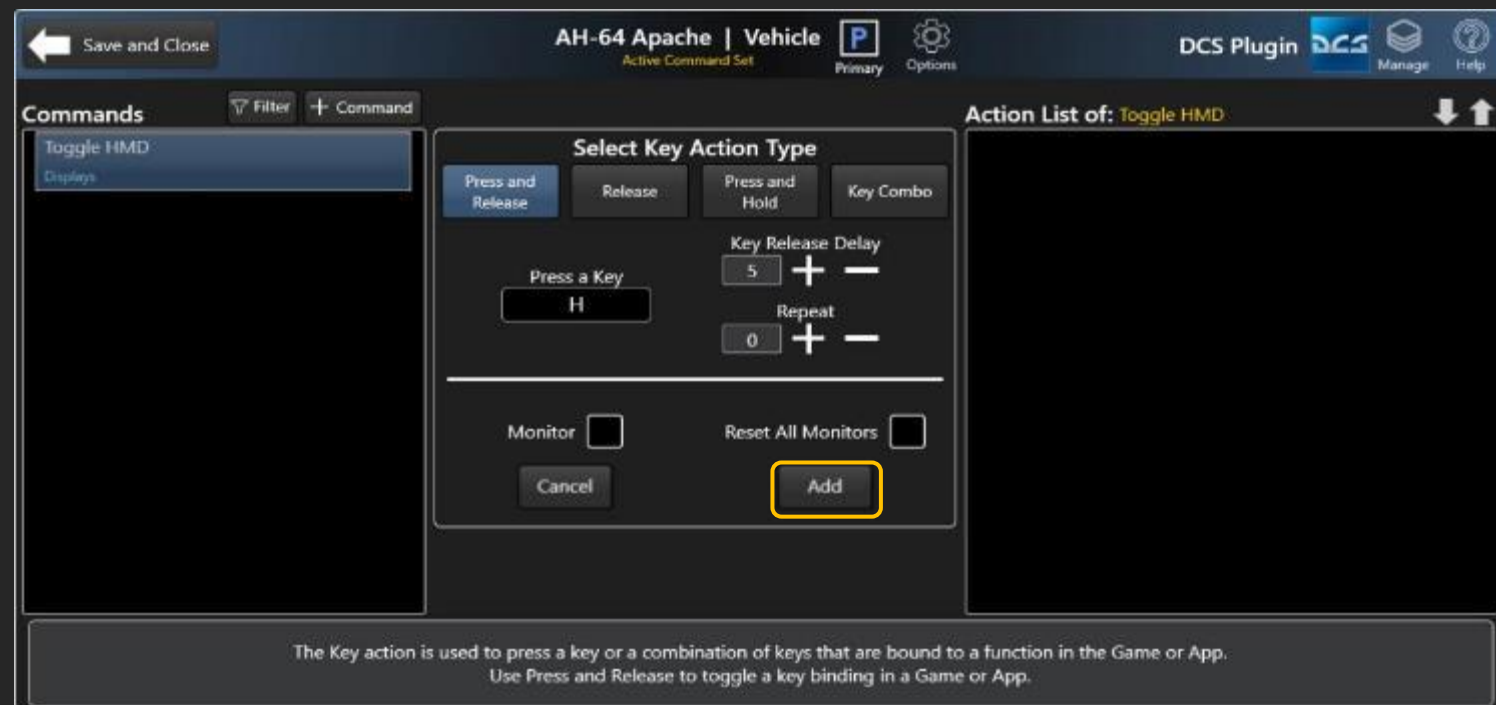 Save and Close
AH-64 Apache | Vehicle
Active Command Set
P
Primary
Options
DCS Plugin
DCS
Manage
Help
Commands
Filter
+ Command
Action List of: Toggle HMD
Toggle HMD
Displays
Select Key Action Type
Press and Release
Release
Press and Hold
Key Combo
Key Release Delay
5
Press a Key
H
Repeat
0
Monitor
Reset All Monitors
Cancel
Add
The Key action is used to press a key or a combination of keys that are bound to a function in the Game or App.
Use Press and Release to toggle a key binding in a Game or App.